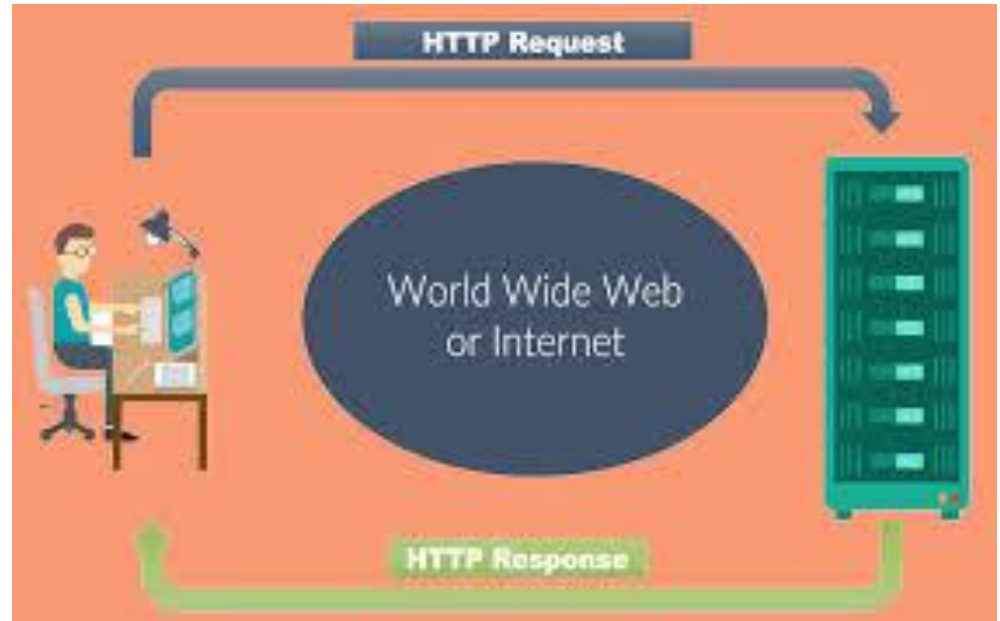 HTTP Request
World Wide Web
or Internet
HTTP Response